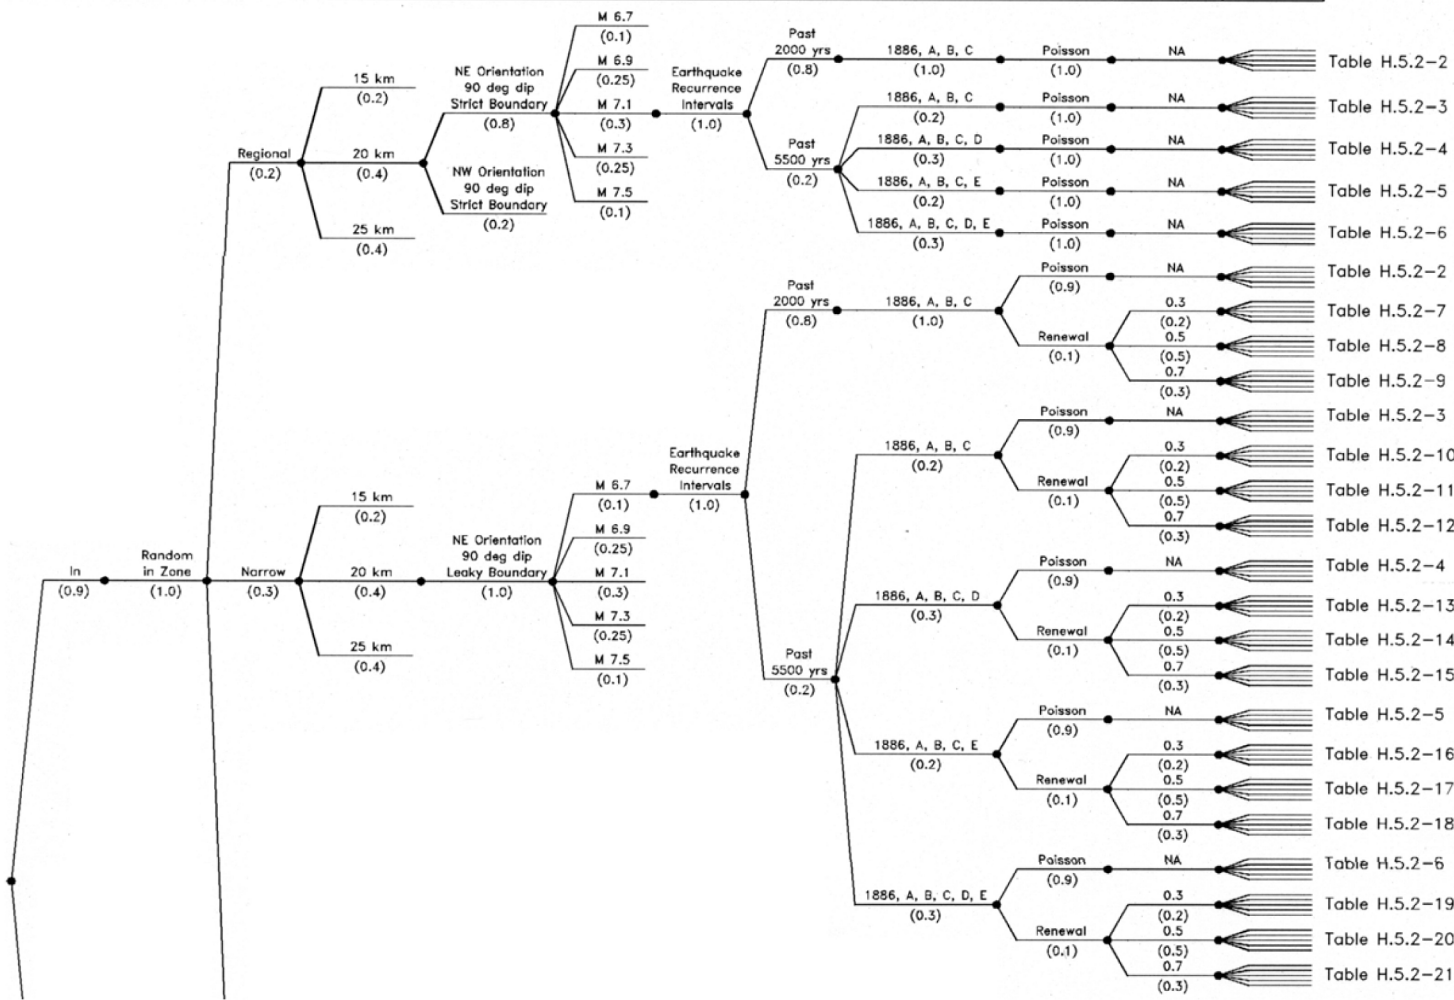 M 6.7
(0.1)
M 6.9
(0.25)
M 7.1
(0.3)
M 7.3
(0.25)
M 7.5
(0.1)
15 km
(0.2)
20 km
(0.4)
25 km
(0.4)
Regional
(0.2)
NE Orientation
90 deg dip
Strict Boundary
(0.8)
NW Orientation
90 deg dip
Strict Boundary
(0.2)
Earthquake
Recurrence
Intervals
(1.0)
Past
2000 yrs
(0.8)
1886, A, B, C
(1.0)
Poisson
(1.0)
NA
Table H.5.2-2
Past
5500 yrs
(0.2)
1886, A, B, C
(0.2)
Poisson
(1.0)
NA
Table H.5.2-3
1886, A, B, C, D
(0.3)
Poisson
(1.0)
NA
Table H.5.2-4
1886, A, B, C, E
(0.2)
Poisson
(1.0)
NA
Table H.5.2-5
1886, A, B, C, D, E
(0.3)
Poisson
(1.0)
NA
Table H.5.2-6
In
(0.9)
Random
in Zone
(1.0)
Narrow
(0.3)
15 km
(0.2)
20 km
(0.4)
25 km
(0.4)
NE Orientation
90 deg dip
Leaky Boundary
(1.0)
M 6.7
(0.1)
M 6.9
(0.25)
M 7.1
(0.3)
M 7.3
(0.25)
M 7.5
(0.1)
Earthquake
Recurrence
Intervals
(1.0)
Past
2000 yrs
(0.8)
1886, A, B, C
(1.0)
Poisson
(0.9)
NA
Table H.5.2-2
Renewal
(0.1)
0.3
(0.2)
Table H.5.2-7
0.5
(0.5)
Table H.5.2-8
0.7
(0.3)
Table H.5.2-9
Past
5500 yrs
(0.2)
1886, A, B, C
(0.2)
Poisson
(0.9)
NA
Table H.5.2-3
Renewal
(0.1)
0.3
(0.2)
Table H.5.2-10
0.5
(0.5)
Table H.5.2-11
0.7
(0.3)
Table H.5.2-12
1886, A, B, C, D
(0.3)
Poisson
(0.9)
NA
Table H.5.2-4
Renewal
(0.1)
0.3
(0.2)
Table H.5.2-13
0.5
(0.5)
Table H.5.2-14
0.7
(0.3)
Table H.5.2-15
1886, A, B, C, E
(0.2)
Poisson
(0.9)
NA
Table H.5.2-5
Renewal
(0.1)
0.3
(0.2)
Table H.5.2-16
0.5
(0.5)
Table H.5.2-17
0.7
(0.3)
Table H.5.2-18
1886, A, B, C, D, E
(0.3)
Poisson
(0.9)
NA
Table H.5.2-6
Renewal
(0.1)
0.3
(0.2)
Table H.5.2-19
0.5
(0.5)
Table H.5.2-20
0.7
(0.3)
Table H.5.2-21